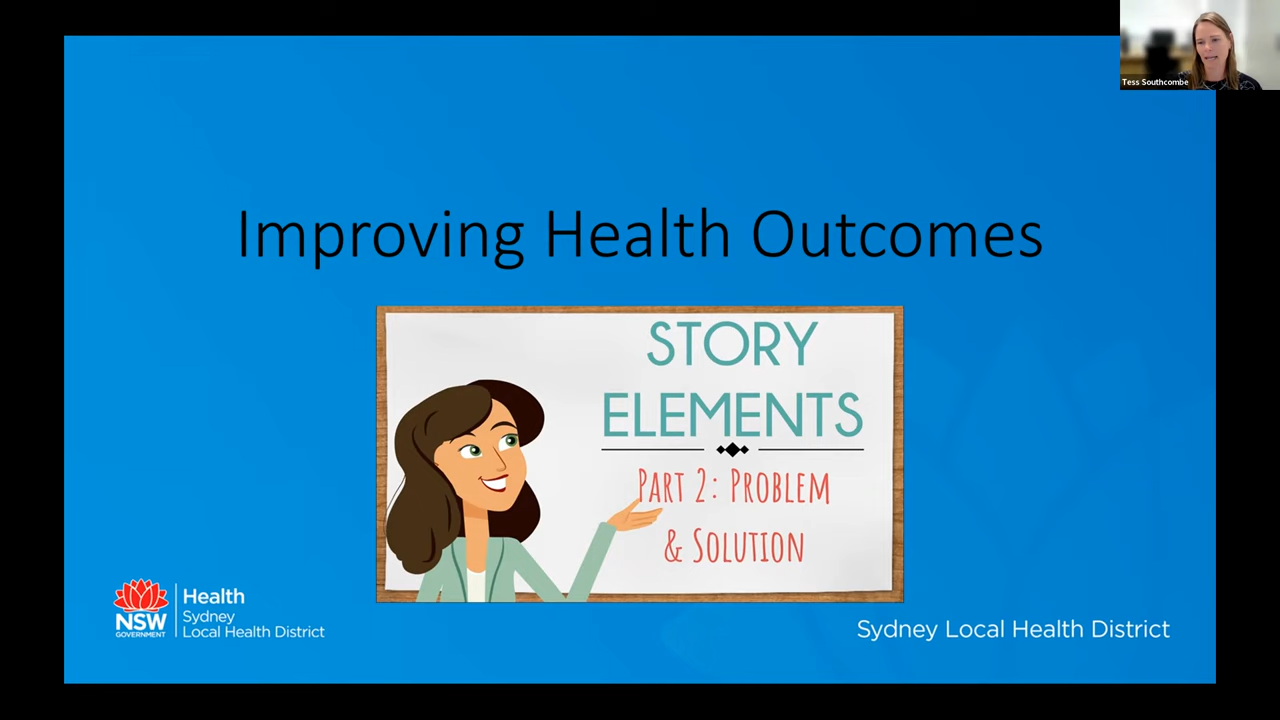 Tess Southcombe
Improving Health Outcomes
STORY
ELEMENTS
PART 2: PROBLEM
& SOLUTION
NSW
GOVERNMENT
Health
Sydney
Local Health District
Sydney Local Health District